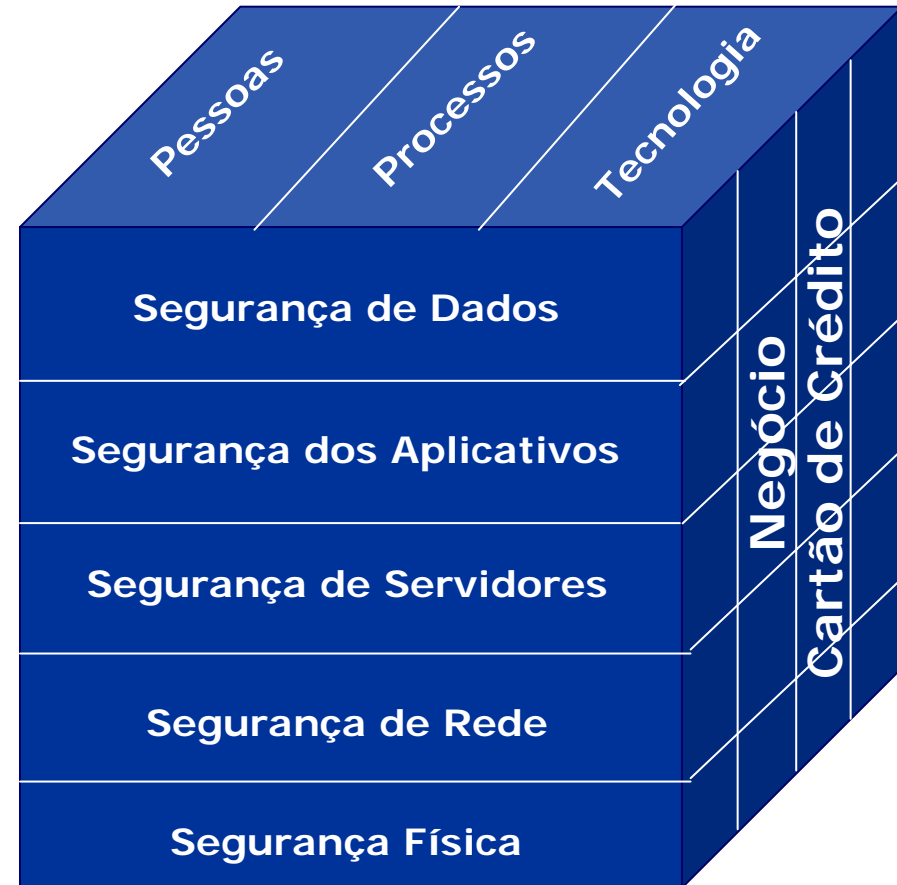 Pessoas
Processos
Tecnologia
Segurança de Dados
Segurança dos Aplicativos
Segurança de Servidores
Segurança de Rede
Segurança Física
Negócio
Cartão de Crédito